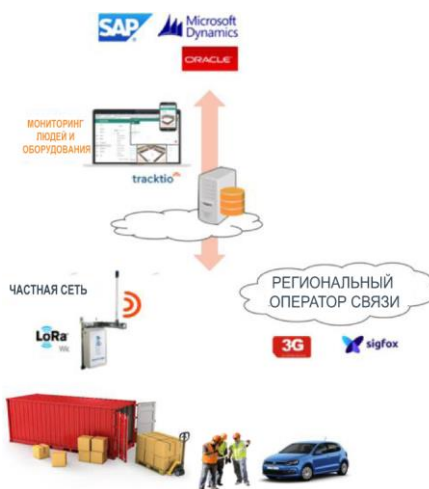 SAP
Microsoft
Dynamics
ORACLE
МОНИТОРИНГ
ЛЮДЕЙ И
ОБОРУДОВАНИЯ
tracktio
ЧАСТНАЯ СЕТЬ
РЕГИОНАЛЬНЫЙ
ОПЕРАТОР СВЯЗИ
LoRa
3G
sigfox